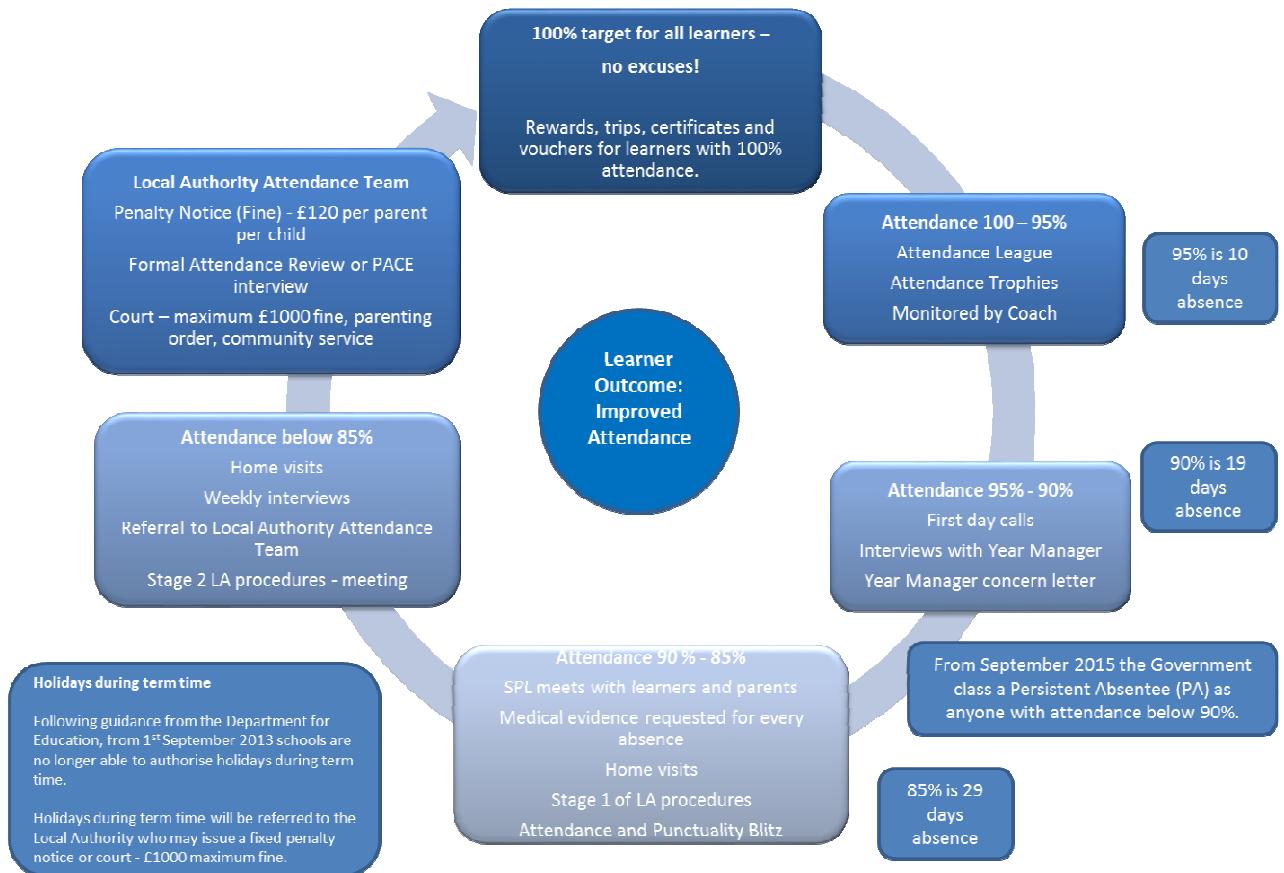 100% target for all learners –
no excuses!
Rewards, trips, certificates and
vouchers for learners with 100%
attendance.
Attendance 100 – 95%
Attendance League
Attendance Trophies
Monitored by Coach
95% is 10
days
absence
Attendance 95% - 90%
First day calls
Interviews with Year Manager
Year Manager concern letter
90% is 19
days
absence
From September 2015 the Government
class a Persistent Absentee (PA) as
anyone with attendance below 90%.
Attendance 90 % - 85%
SPL meets with learners and parents
Medical evidence requested for every
absence
Home visits
Stage 1 of LA procedures
Attendance and Punctuality Blitz
85% is 29
days
absence
Attendance below 85%
Home visits
Weekly interviews
Referral to Local Authority Attendance
Team
Stage 2 LA procedures - meeting
Local Authority Attendance Team
Penalty Notice (Fine) - £120 per parent
per child
Formal Attendance Review or PACE
interview
Court – maximum £1000 fine, parenting
order, community service
Learner
Outcome:
Improved
Attendance
Holidays during term time
Following guidance from the Department for
Education, from 1st September 2013 schools are
no longer able to authorise holidays during term
time.
Holidays during term time will be referred to the
Local Authority who may issue a fixed penalty
notice or court - £1000 maximum fine.